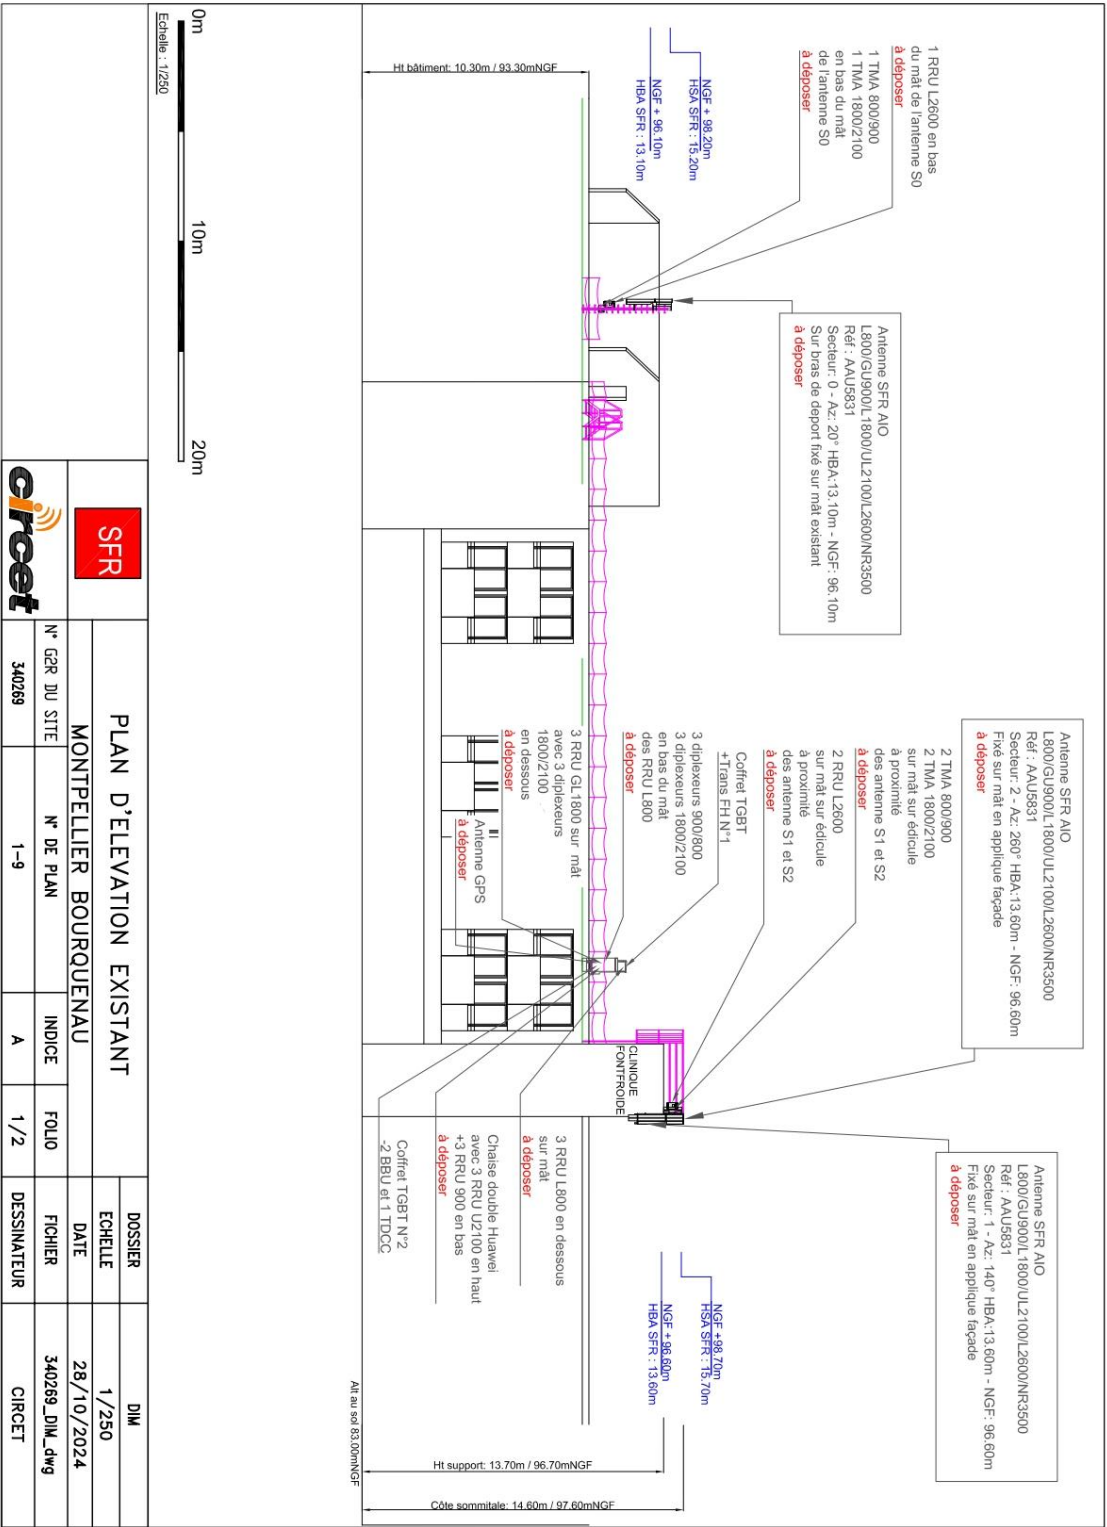 1 RRU L2600 en bas
du mât de l'antenne S0
à déposer
1 TMA 800/900
1 TMA 1800/2100
en bas du mât
de l'antenne S0
à déposer
NGF + 98.20m
HSA SFR : 15.20m
NGF + 96.10m
HBA SFR : 13.10m
Ht bâtiment: 10.30m / 93.30mNGF
Antenne SFR AIO
L800/GU900/L1800/UL2100/L2600/NR3500
Réf : AAU5831
Secteur: 0 - Az: 20° HBA:13.10m - NGF: 96.10m
Sur bras de deport fixé sur mât existant
à déposer
Antenne SFR AIO
L800/GU900/L1800/UL2100/L2600/NR3500
Réf : AAU5831
Secteur: 2 - Az: 260° HBA:13.60m - NGF: 96.60m
Fixé sur mât en applique façade
à déposer
2 TMA 800/900
2 TMA 1800/2100
sur mât sur édicule
à proximité
des antenne S1 et S2
à déposer
2 RRU L2600
sur mât sur édicule
à proximité
des antenne S1 et S2
à déposer
Coffret TGBT
+Trans FH N°1
3 diplexeurs 900/800
3 diplexeurs 1800/2100
en bas du mât
des RRU L800
à déposer
3 RRU GL1800 sur mât
avec 3 diplexeurs
1800/2100
en dessous
à déposer
Antenne GPS
à déposer
CLINIQUE
FONTFROIDE
Antenne SFR AIO
L800/GU900/L1800/UL2100/L2600/NR3500
Réf : AAU5831
Secteur: 1 - Az: 140° HBA:13.60m - NGF: 96.60m
Fixé sur mât en applique façade
à déposer
3 RRU L800 en dessous
sur mât
à déposer
Chaise double Huawei
avec 3 RRU U2100 en haut
+3 RRU 900 en bas
à déposer
Coffret TGBT N°2
-2 BBU et 1 TDCC
NGF +98.70m
HSA SFR : 15.70m
NGF + 96.60m
HBA SFR : 13.60m
Ht support: 13.70m / 96.70mNGF
Côte sommitale: 14.60m / 97.60mNGF
Alt au sol 83.00mNGF
0m
10m
20m
Echelle : 1/250
SFR
circet
PLAN D'ELEVATION EXISTANT
MONTPELLIER BOURQUENAU
DOSSIER
DIM
ECHELLE
1/250
DATE
28/10/2024
N° G2R DU SITE
N° DE PLAN
INDICE
FOLIO
FICHIER
340269_DIM_dwg
340269
1-9
A
1/2
DESSINATEUR
CIRCET